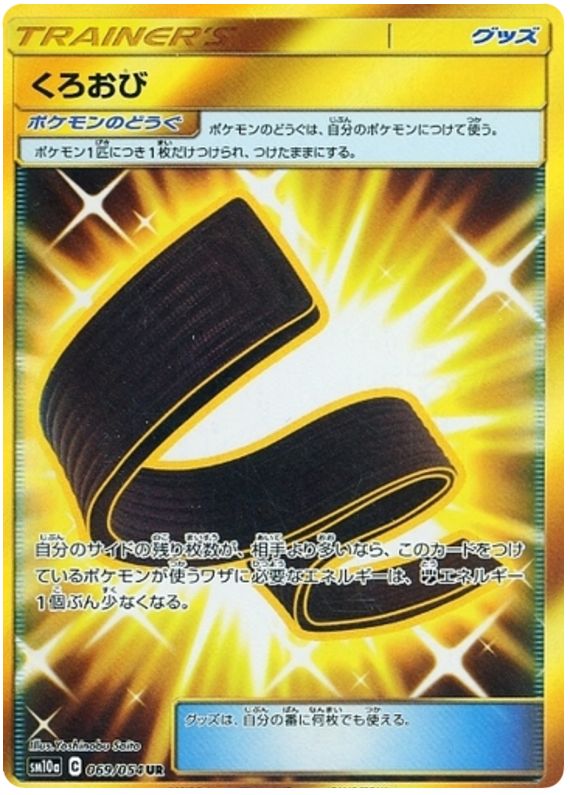 TRAINER'S グッズ
くろおび
ポケモンのどうぐ
ポケモンのどうぐは、自分のポケモンにつけて使う。
ポケモン1匹につき1枚だけつけられ、つけたままにする。
自分のサイドの残り枚数が、相手より多いなら、このカードをつけ
ているポケモンが使うワザに必要なエネルギーは、
エネルギー
1個ぶん少なくなる。
グッズは、自分の番に何枚でも使える。
Illus. Yoshinobu Saito
sm10a C 069/054 UR